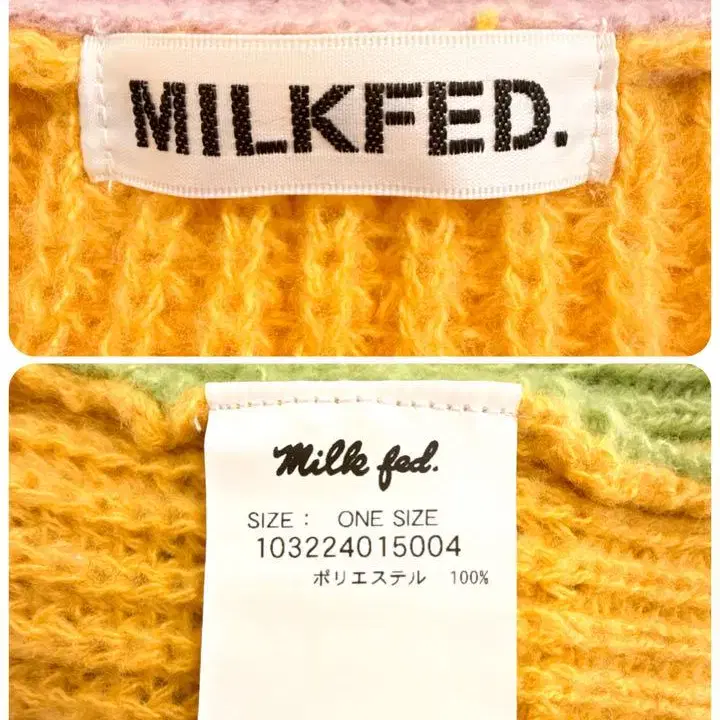 MILKFED.
Milk fed.
SIZE : ONE SIZE
103224015004
ポリエステル 100%